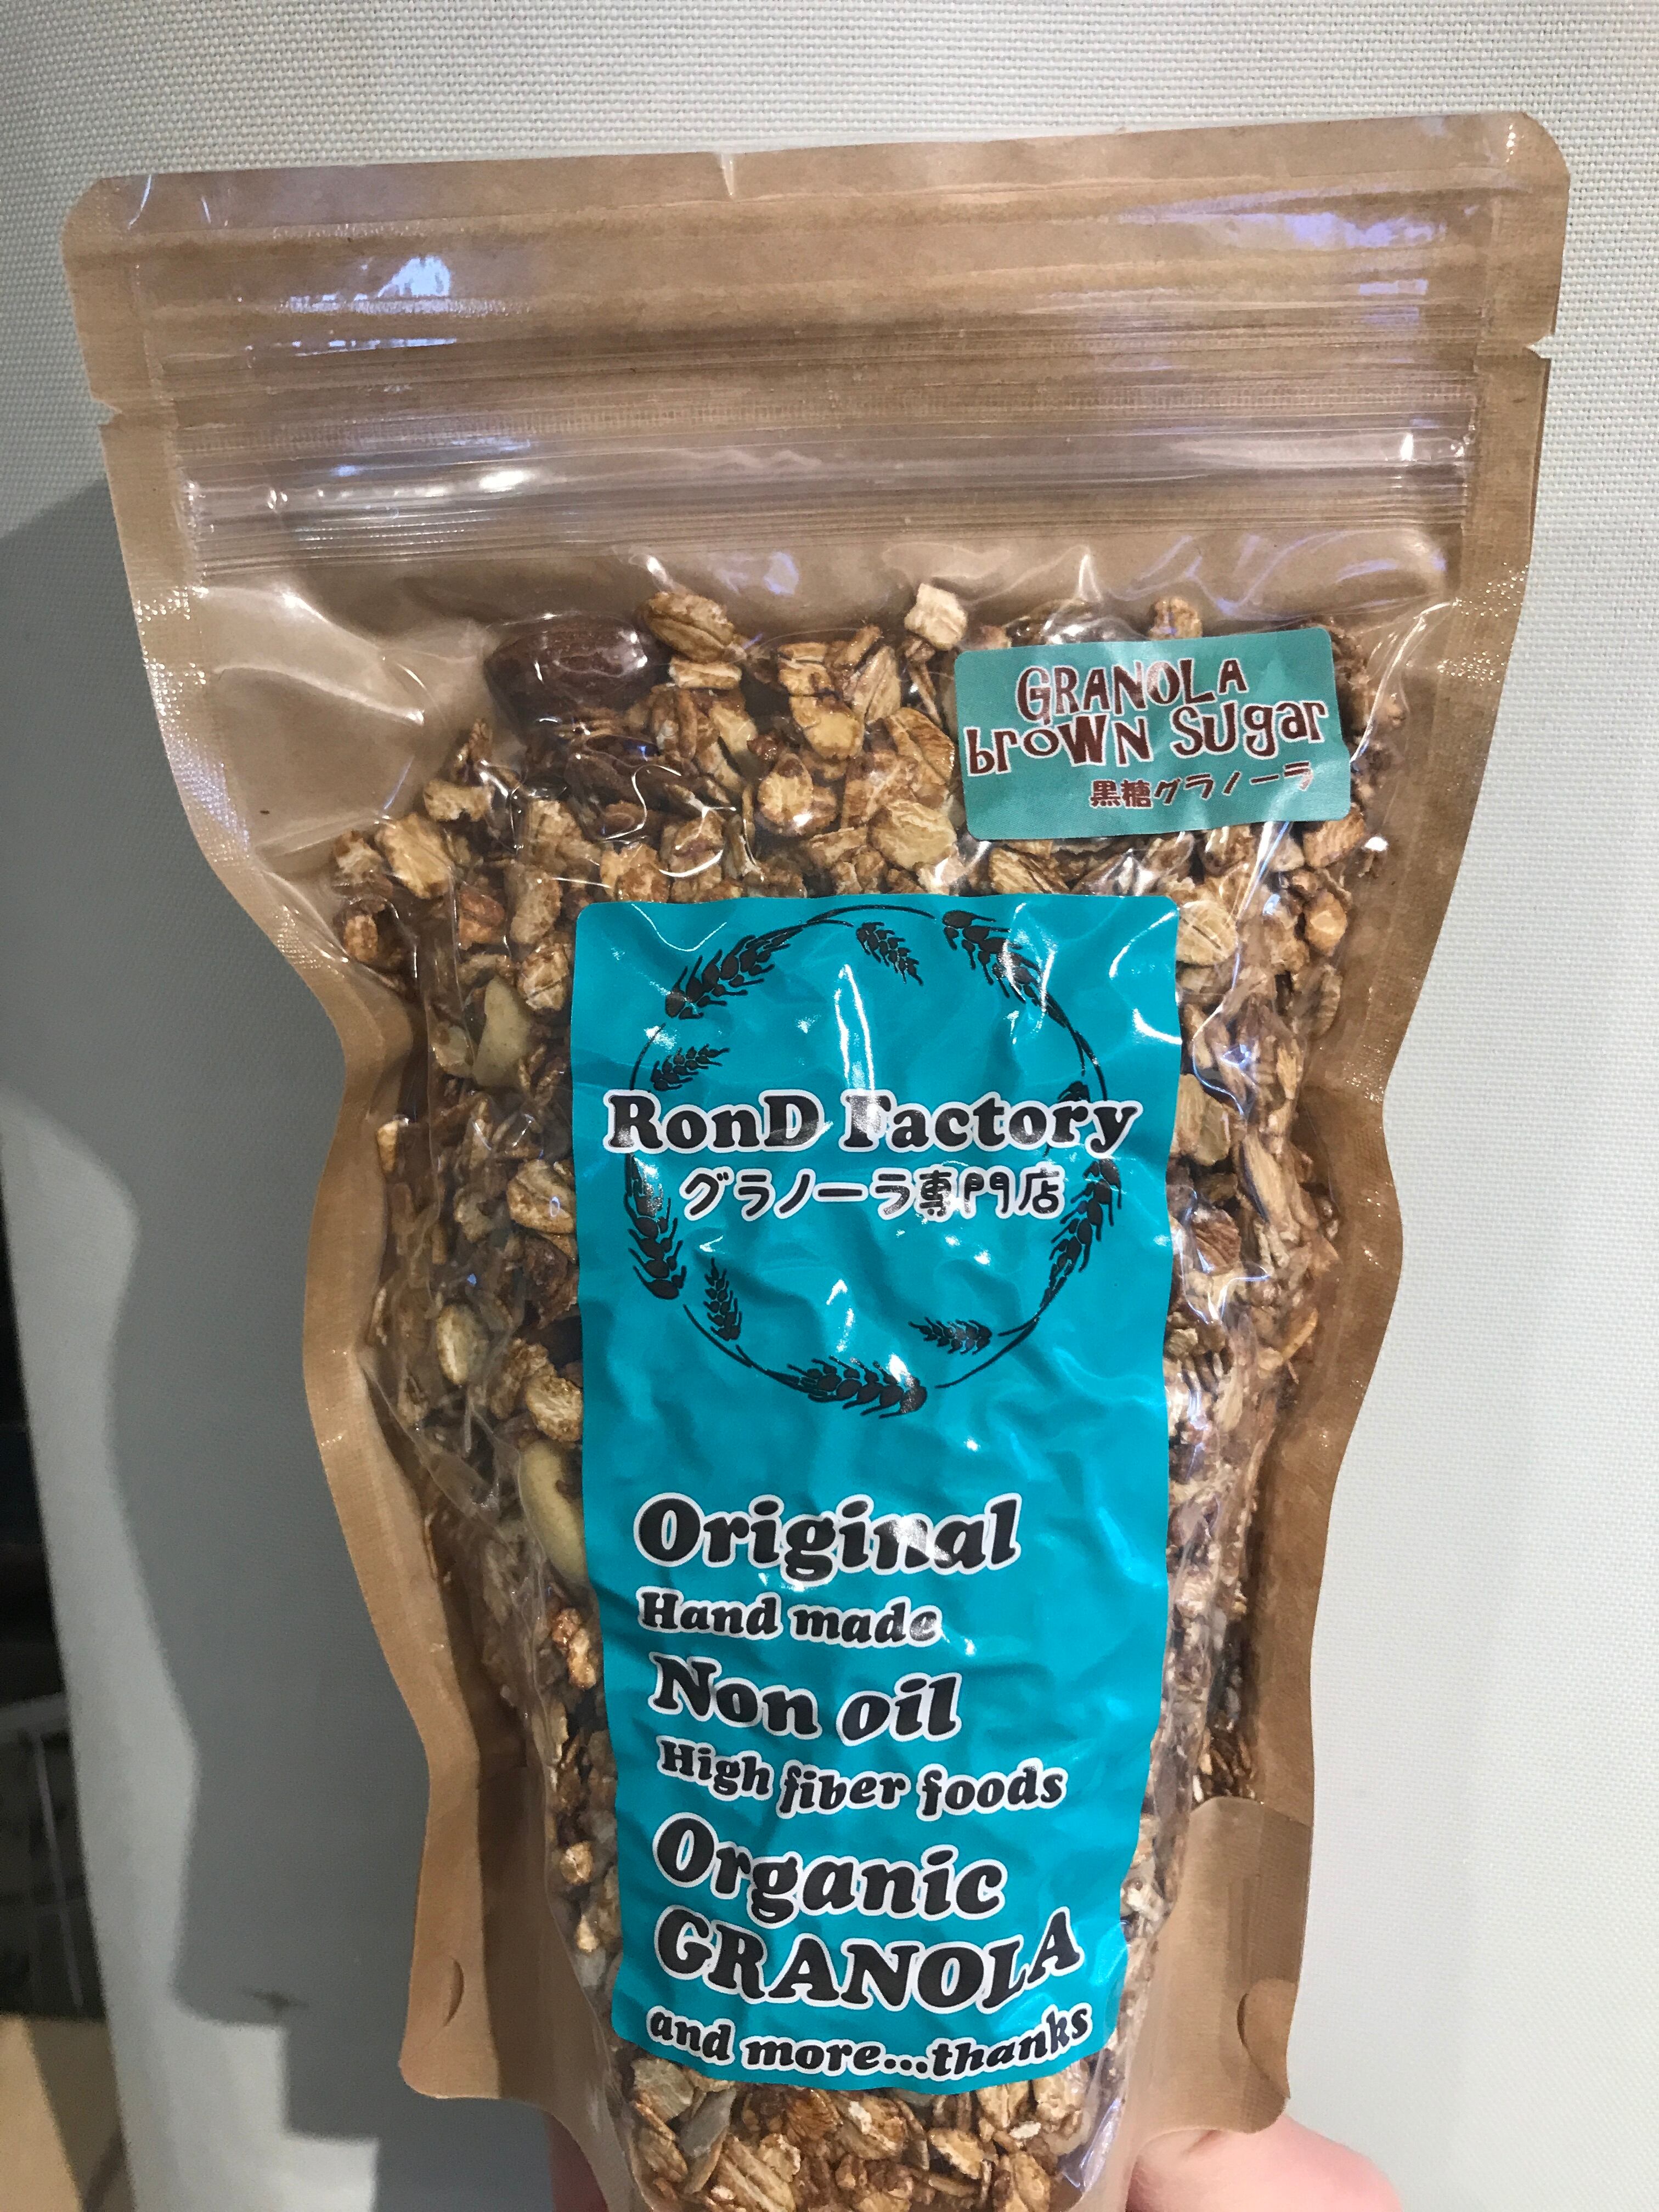 GRANOLA
brOWN SUgar
黒糖グラノーラ
RonD Factory
グラノーラ専門店
Original
Hand made
Non oil
High fiber foods
Organic
GRANOLA
and more...thanks